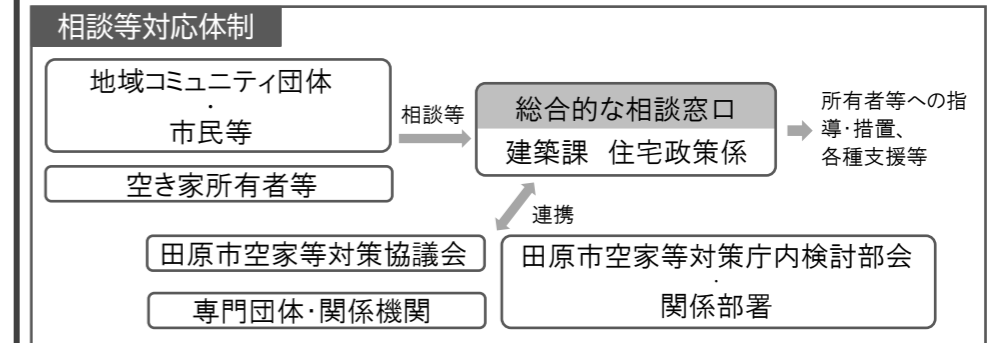 相談等対応体制
地域コミュニティ団体
・
市民等
空き家所有者等
相談等
総合的な相談窓口
建築課 住宅政策係
所有者等への指
導・措置、
各種支援等
連携
田原市空家等対策協議会
専門団体・関係機関
田原市空家等対策庁内検討部会
・
関係部署